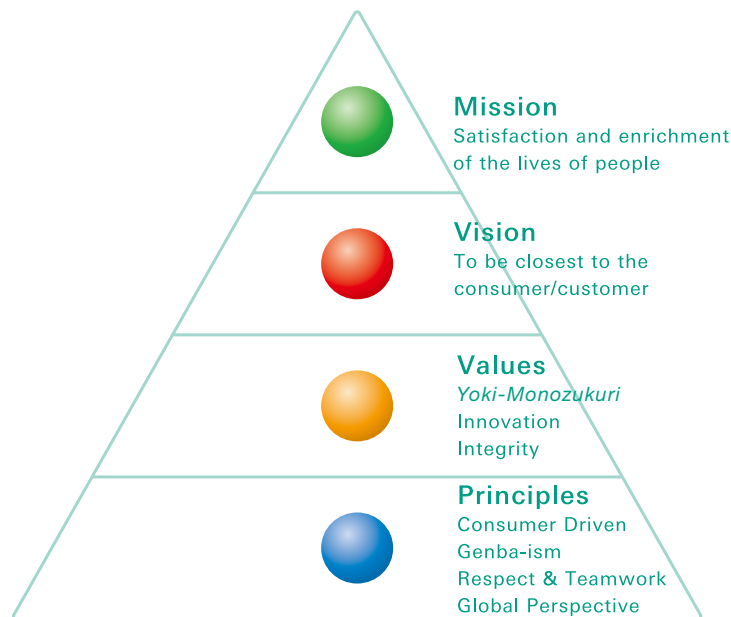 Mission
Satisfaction and enrichment
of the lives of people
Vision
To be closest to the
consumer/customer
Values
Yoki-Monozukuri
Innovation
Integrity
Principles
Consumer Driven
Genba-ism
Respect & Teamwork
Global Perspective